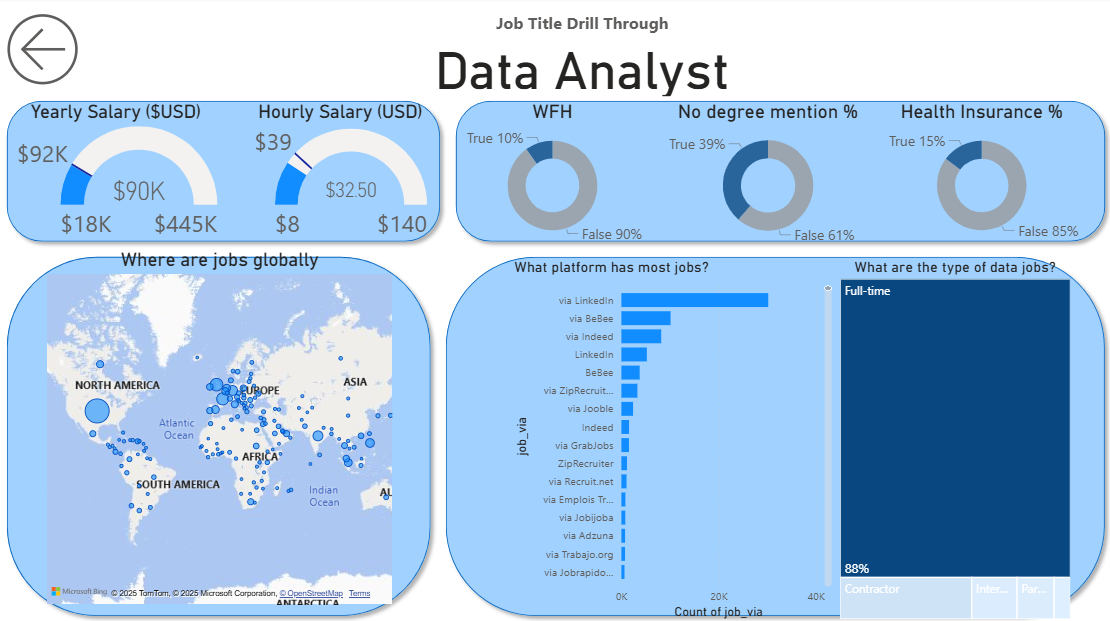 Job Title Drill Through
Data Analyst
Yearly Salary ($USD)
$92K
$90K
$18K
$445K
Hourly Salary (USD)
$39
$32.50
$8
$140
WFH
True 10%
False 90%
No degree mention %
True 39%
False 61%
Health Insurance %
True 15%
False 85%
Where are jobs globally
NORTH AMERICA
EUROPE
ASIA
Atlantic
Ocean
AFRICA
SOUTH AMERICA
Indian
Ocean
AU
ANTARCTICA
Microsoft Bing
© 2025 TomTom, © 2025 Microsoft Corporation, © OpenStreetMap Terms
What platform has most jobs?
job_via
via LinkedIn
via BeBee
via Indeed
LinkedIn
BeBee
via ZipRecruit...
via Jooble
Indeed
via GrabJobs
ZipRecruiter
via Recruit.net
via Emplois Tr...
via Jobijoba
via Adzuna
via Trabajo.org
via Jobrapido...
0K
20K
40K
Count of job_via
What are the type of data jobs?
Full-time
88%
Contractor
Inter...
Par...